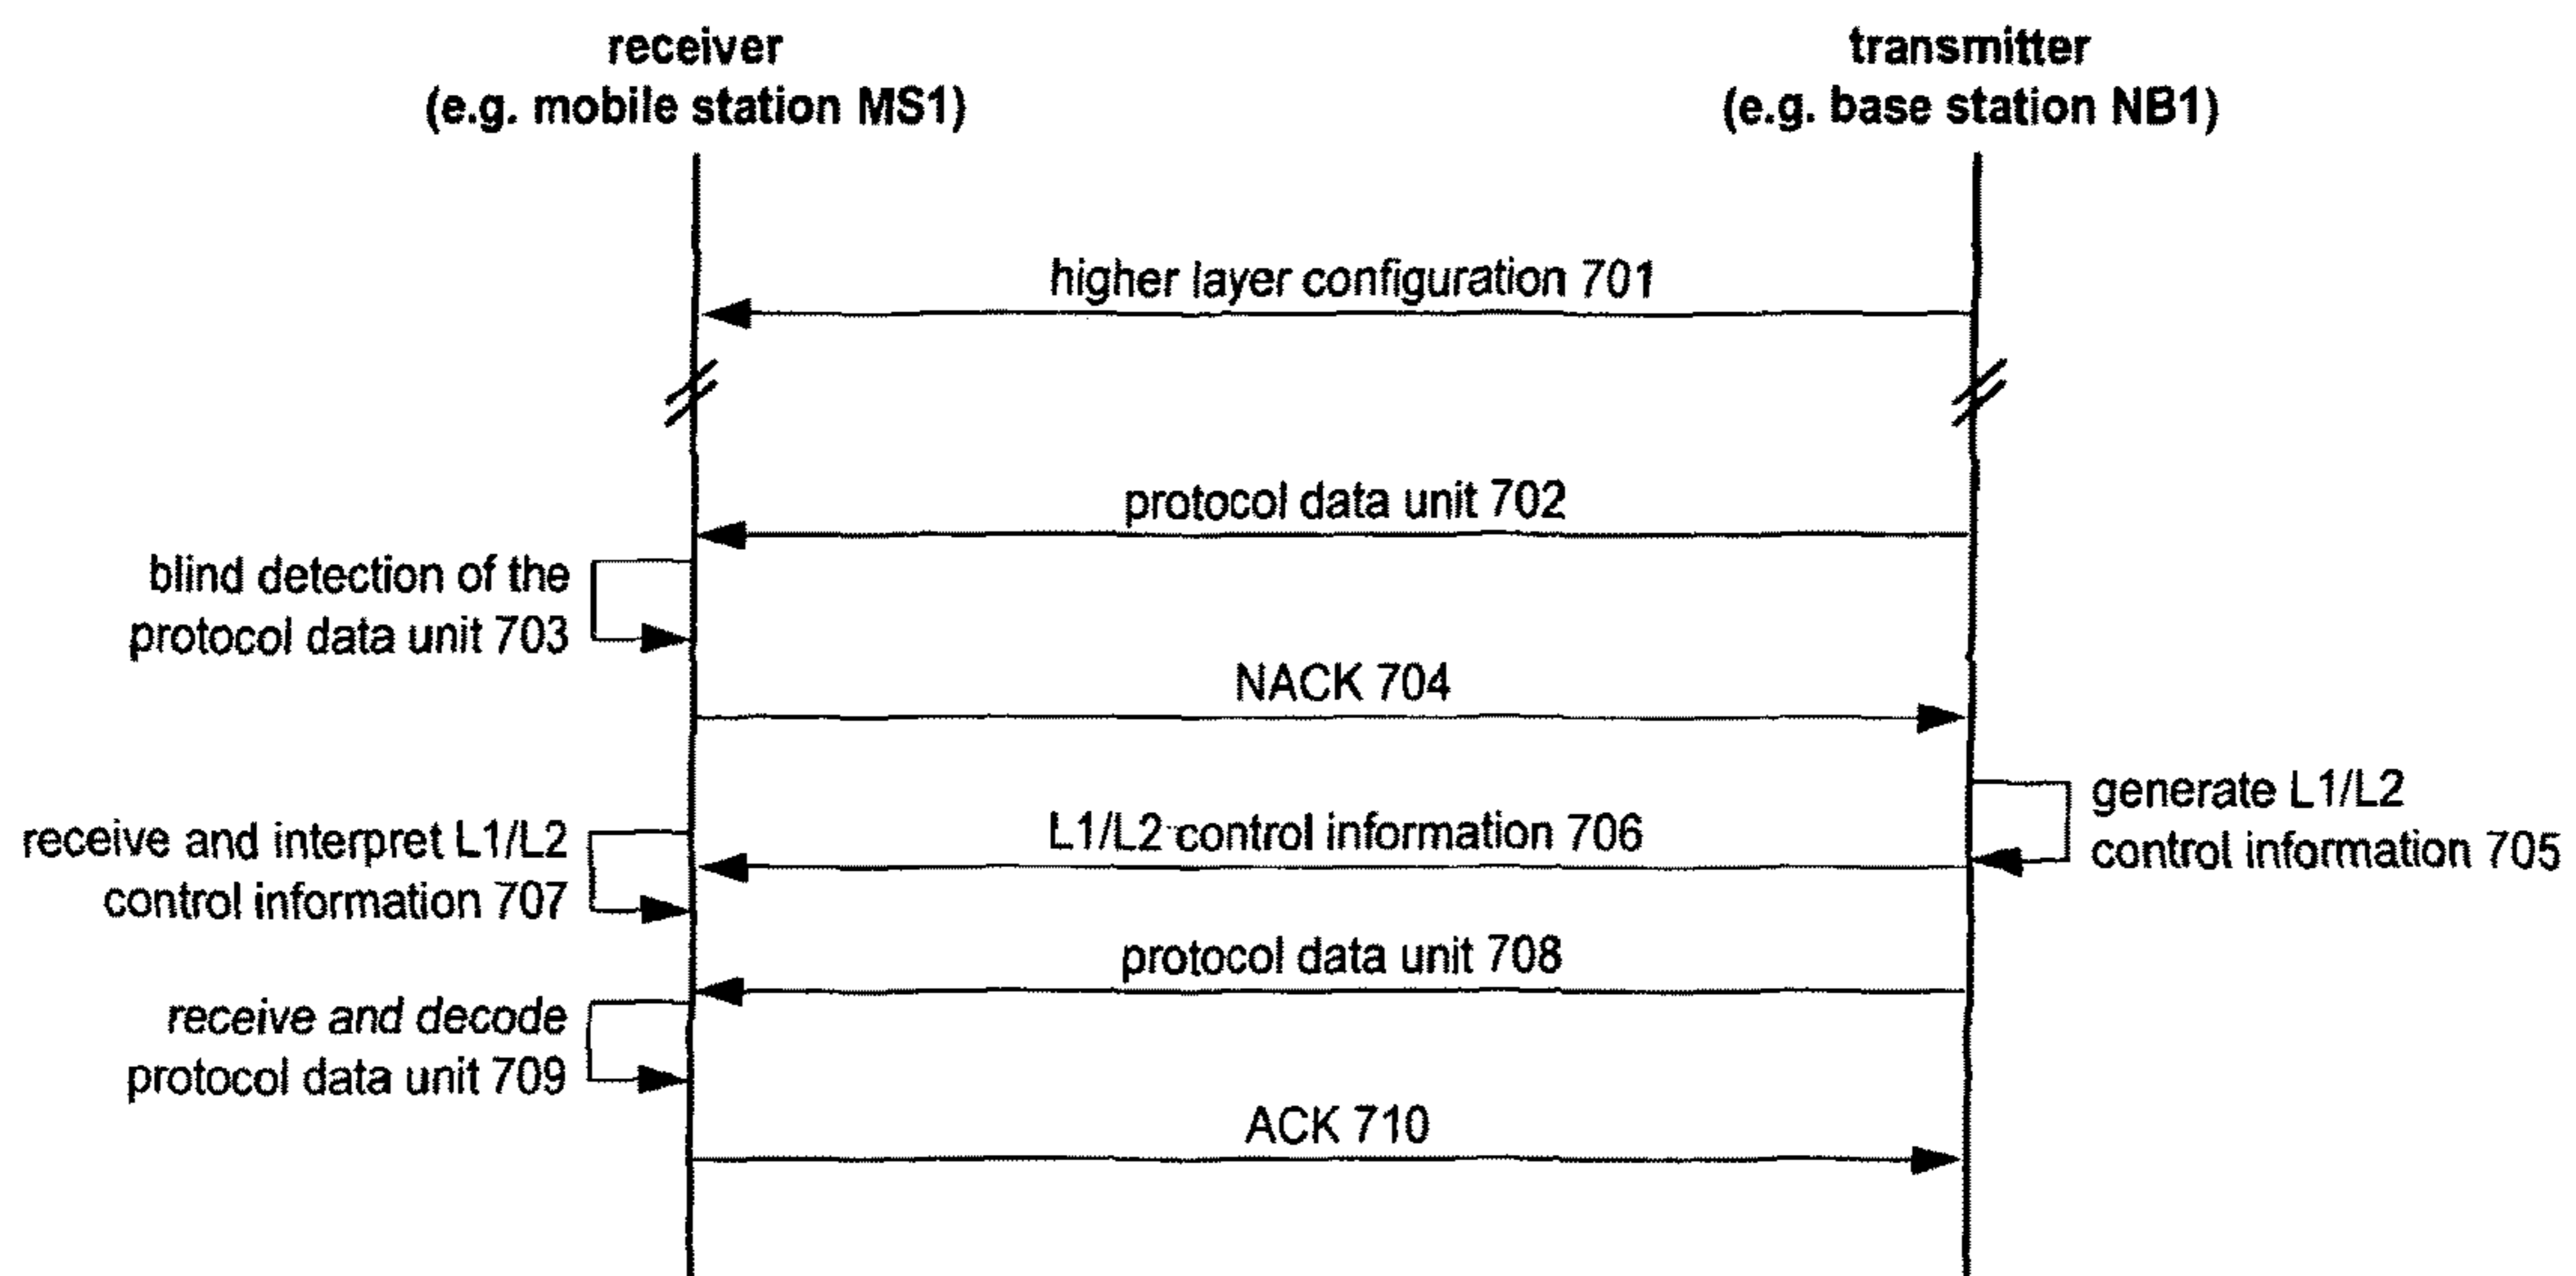 receiver
(e.g. mobile station MS1)
transmitter
(e.g. base station NB1)
higher layer configuration 701
protocol data unit 702
blind detection of the
protocol data unit 703
NACK 704
generate L1/L2
control information 705
L1/L2 control information 706
receive and interpret L1/L2
control information 707
protocol data unit 708
receive and decode
protocol data unit 709
ACK 710